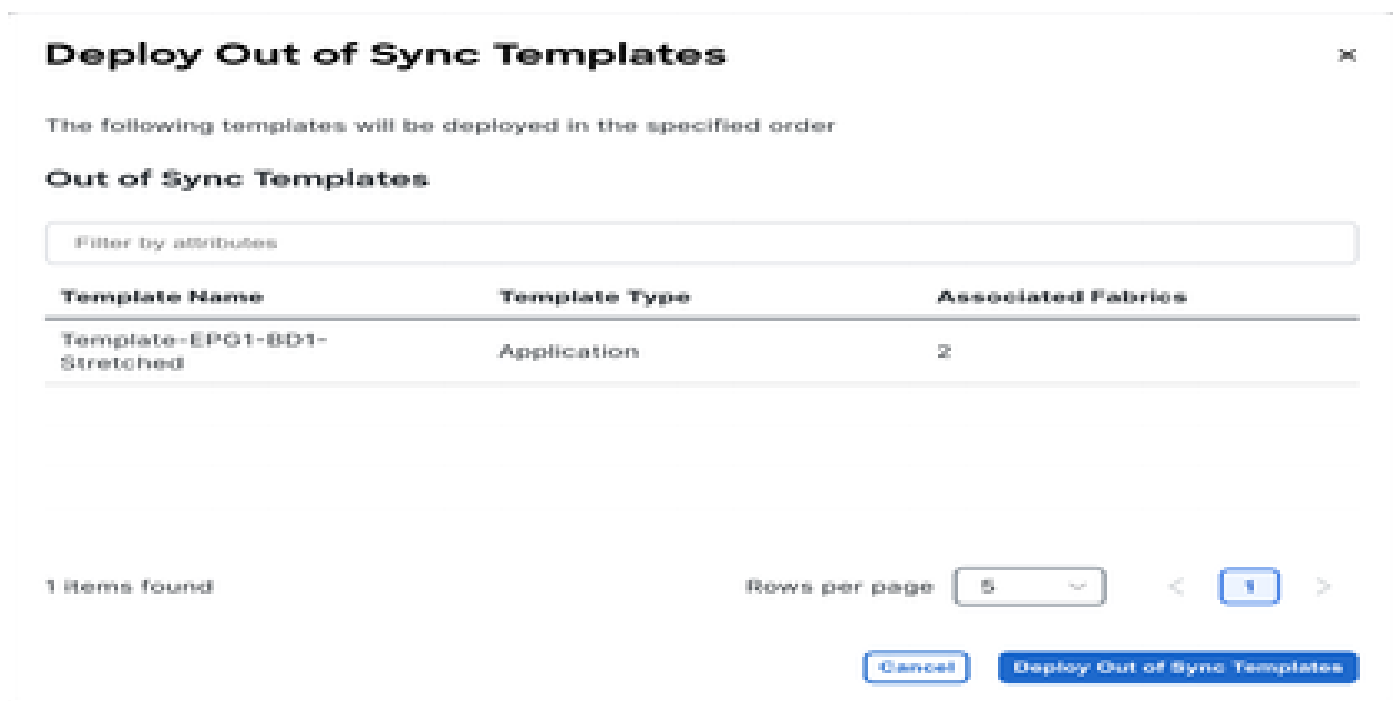 Deploy Out of Sync Templates
The following templates will be deployed in the specified order
Out of Sync Templates
Filter by attributes
Template Name Template Type Associated Fabrics
Template-EPG1-BD1-
Stretched
Application 2
1 items found Rows per page 5 1
Cancel Deploy Out of Sync Templates